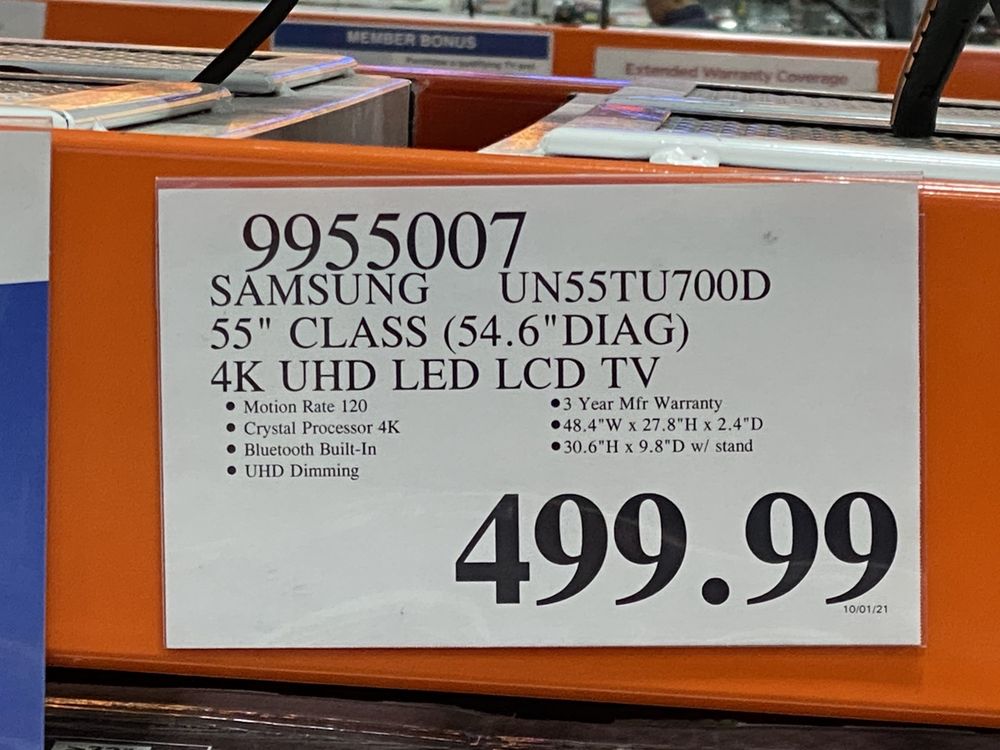 MEMBER BONUS
Extended Warranty Coverage
9955007
SAMSUNG UN55TU700D
55" CLASS (54.6"DIAG)
4K UHD LED LCD TV
● Motion Rate 120
● Crystal Processor 4K
● Bluetooth Built-In
● UHD Dimming
●3 Year Mfr Warranty
●48.4"W x 27.8"H x 2.4"D
●30.6"H x 9.8"D w/ stand
499.99
10/01/21